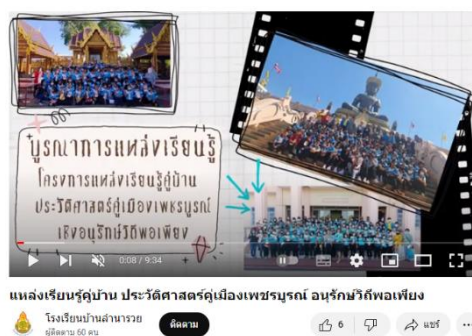 บูรณาการแหล่งเรียนรู้
โครงการแหล่งเรียนรู้คู่บ้าน
ประวัติศาสตร์คู่เมืองเพชรบูรณ์
เชิงอนุรักษ์วิถีพอเพียง
0:08 / 9:34
แหล่งเรียนรู้คู่บ้าน ประวัติศาสตร์คู่เมืองเพชรบูรณ์ อนุรักษ์วิถีพอเพียง
โรงเรียนบ้านลำนารวย
ผู้ติดตาม 60 คน
ติดตาม
6
แชร์